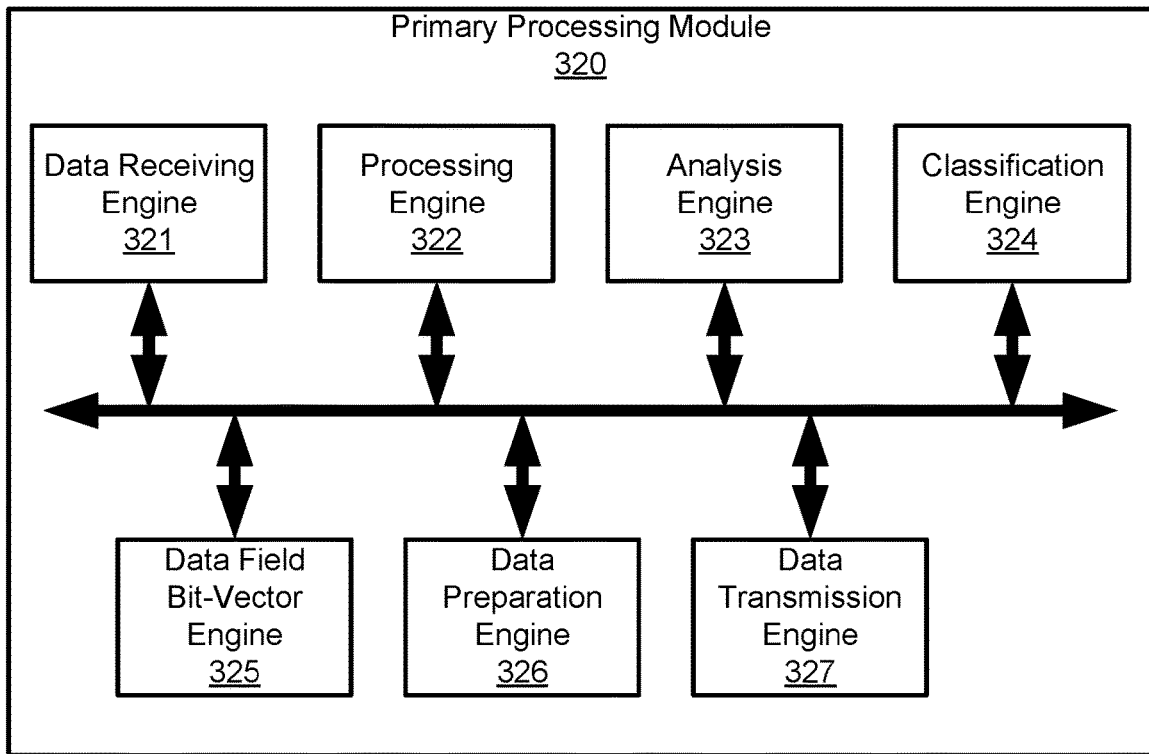 Primary Processing Module
320
Data Receiving
Engine
321
Processing
Engine
322
Analysis
Engine
323
Classification
Engine
324
Data Field
Bit-Vector
Engine
325
Data
Preparation
Engine
326
Data
Transmission
Engine
327